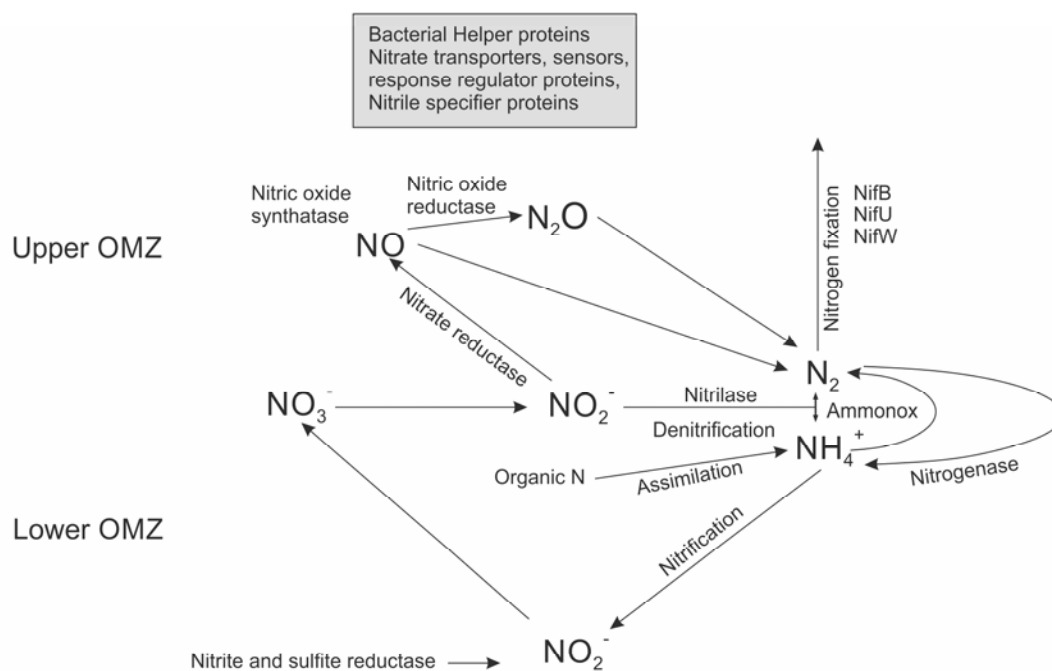 Bacterial Helper proteins
Nitrate transporters, sensors,
response regulator proteins,
Nitrile specifier proteins
Nitric oxide
synthatase
Nitric oxide
reductase
N₂O
NifB
NifU
NifW
Nitrogen fixation
Upper OMZ
NO
Nitrate reductase
N₂
NO₃⁻
NO₂⁻
Nitrilase
Ammonox
Denitrification
NH₄⁺
Organic N
Assimilation
Nitrogenase
Lower OMZ
Nitrification
Nitrite and sulfite reductase
NO₂⁻